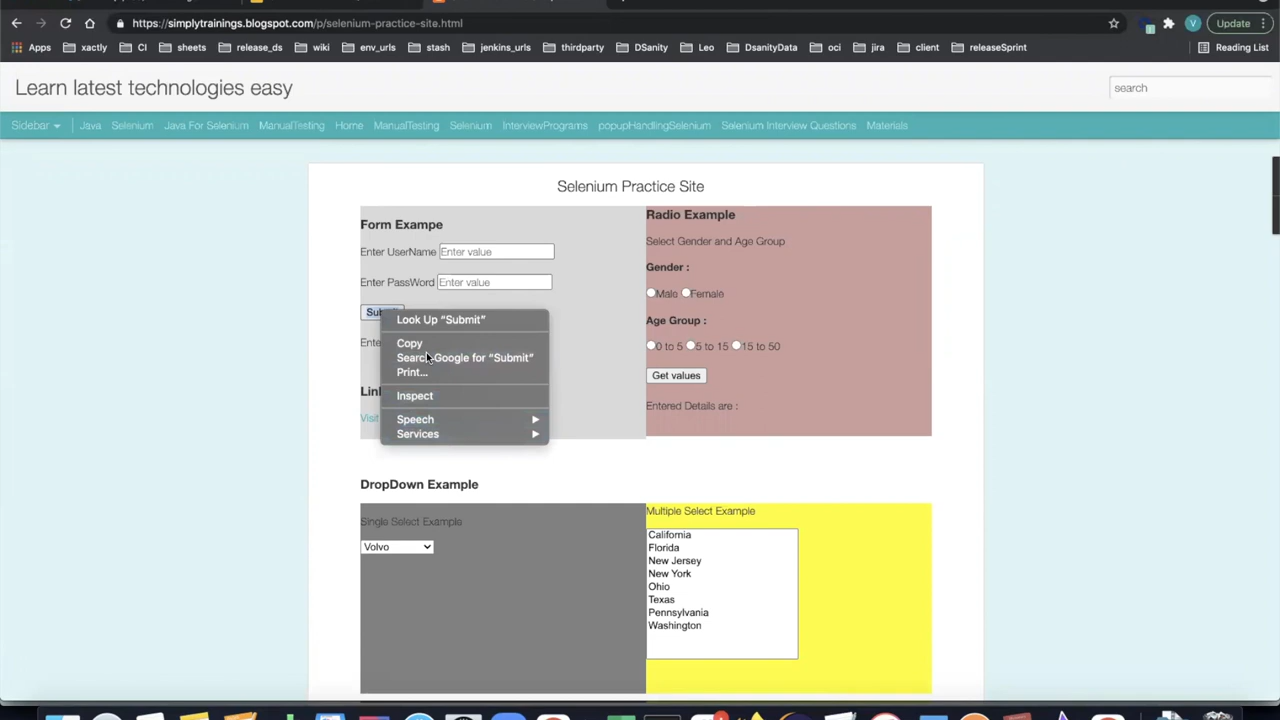 https://simplytrainings.blogspot.com/p/selenium-practice-site.html
V
Update
Apps
xactly
CI
sheets
release_ds
wiki
env_urls
stash
jenkins_urls
thirdparty
DSanity
Leo
DsanityData
oci
jira
client
releaseSprint
Reading List
Learn latest technologies easy
search
Sidebar
Java
Selenium
Java For Selenium
ManualTesting
Home
ManualTesting
Selenium
InterviewPrograms
popupHandlingSelenium
Selenium Interview Questions
Materials
Selenium Practice Site
Form Exampe
Enter UserName Enter value
Enter PassWord Enter value
Look Up “Submit”
Copy
Search Google for “Submit”
Print...
Inspect
Speech
Services
Visit
Radio Example
Select Gender and Age Group
Gender :
Male Female
Age Group :
0 to 5 5 to 15 15 to 50
Get values
Entered Details are :
DropDown Example
Single Select Example
Volvo
Multiple Select Example
California
Florida
New Jersey
New York
Ohio
Texas
Pennsylvania
Washington